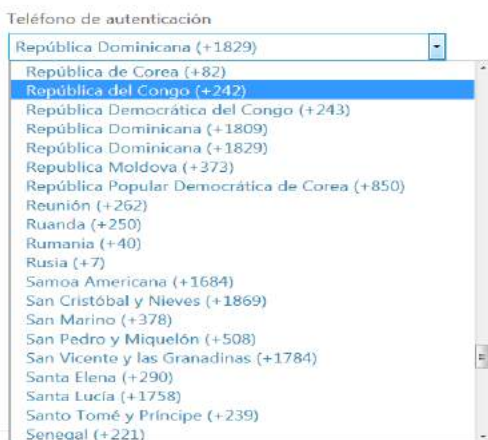 Teléfono de autenticación
República Dominicana (+1829)
República de Corea (+82)
República del Congo (+242)
República Democrática del Congo (+243)
República Dominicana (+1809)
República Dominicana (+1829)
Republica Moldova (+373)
República Popular Democrática de Corea (+850)
Reunión (+262)
Ruanda (+250)
Rumania (+40)
Rusia (+7)
Samoa Americana (+1684)
San Cristóbal y Nieves (+1869)
San Marino (+378)
San Pedro y Miquelón (+508)
San Vicente y las Granadinas (+1784)
Santa Elena (+290)
Santa Lucía (+1758)
Santo Tomé y Príncipe (+239)
Senegal (+221)